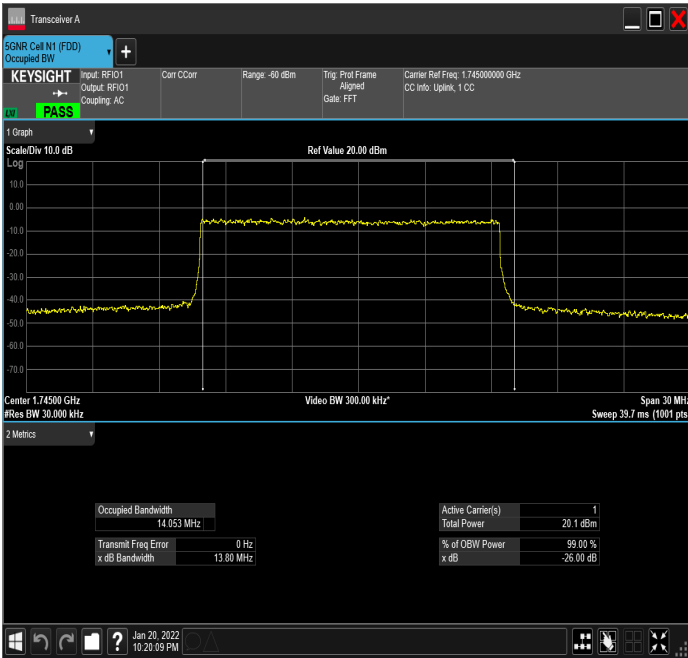 Transceiver A
5GNR Cell N1 (FDD)
Occupied BW
KEYSIGHT
PASS
Input: RFIO1
Output: RFIO1
Coupling: AC
Corr CCorr
Range: -60 dBm
Trig: Prot Frame
Aligned
Gate: FFT
Carrier Ref Freq: 1.745000000 GHz
CC Info: Uplink, 1 CC
1 Graph
Scale/Div 10.0 dB
Ref Value 20.00 dBm
Log
10.0
0.00
-10.0
-20.0
-30.0
-40.0
-50.0
-60.0
-70.0
Center 1.74500 GHz
#Res BW 30.000 kHz
Video BW 300.00 kHz*
Span 30 MHz
Sweep 39.7 ms (1001 pts
2 Metrics
Occupied Bandwidth
14.053 MHz
Transmit Freq Error 0 Hz
x dB Bandwidth 13.80 MHz
Active Carrier(s) 1
Total Power 20.1 dBm
% of OBW Power 99.00 %
x dB -26.00 dB
Jan 20, 2022
10:20:09 PM